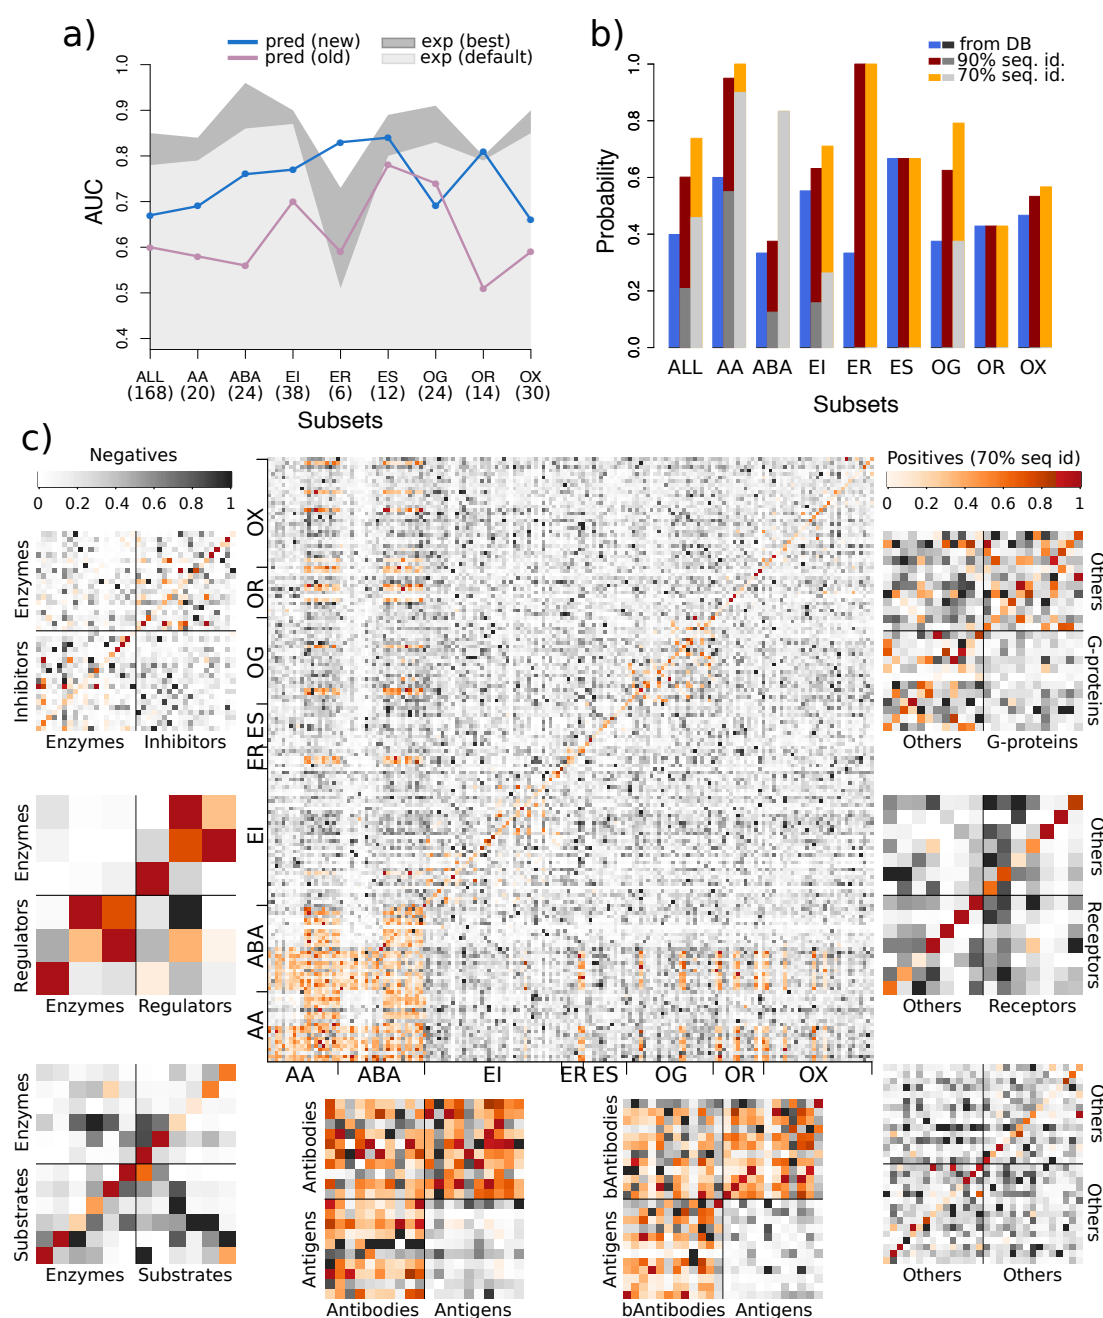 a)
pred (new)
pred (old)
exp (best)
exp (default)
AUC
1.0
0.9
0.8
0.7
0.6
0.5
0.4
ALL AA ABA EI ER ES OG OR OX
(168) (20) (24) (38) (6) (12) (24) (14) (30)
Subsets
b)
from DB
90% seq. id.
70% seq. id.
Probability
1.0
0.8
0.6
0.4
0.2
0.0
ALL AA ABA EI ER ES OG OR OX
Subsets
c)
Negatives
0 0.2 0.4 0.6 0.8 1
Positives (70% seq id)
0 0.2 0.4 0.6 0.8 1
Enzymes
Inhibitors
Enzymes Inhibitors
Enzymes
Regulators
Enzymes Regulators
Enzymes
Substrates
Enzymes Substrates
OX
OR
OG
ES
ER
EI
ABA
AA
AA ABA EI ER ES OG OR OX
Others
G-proteins
Others G-proteins
Others
Receptors
Others Receptors
Others
Others
Others Others
Antibodies
Antigens
Antibodies Antigens
bAntibodies
Antigens
bAntibodies Antigens